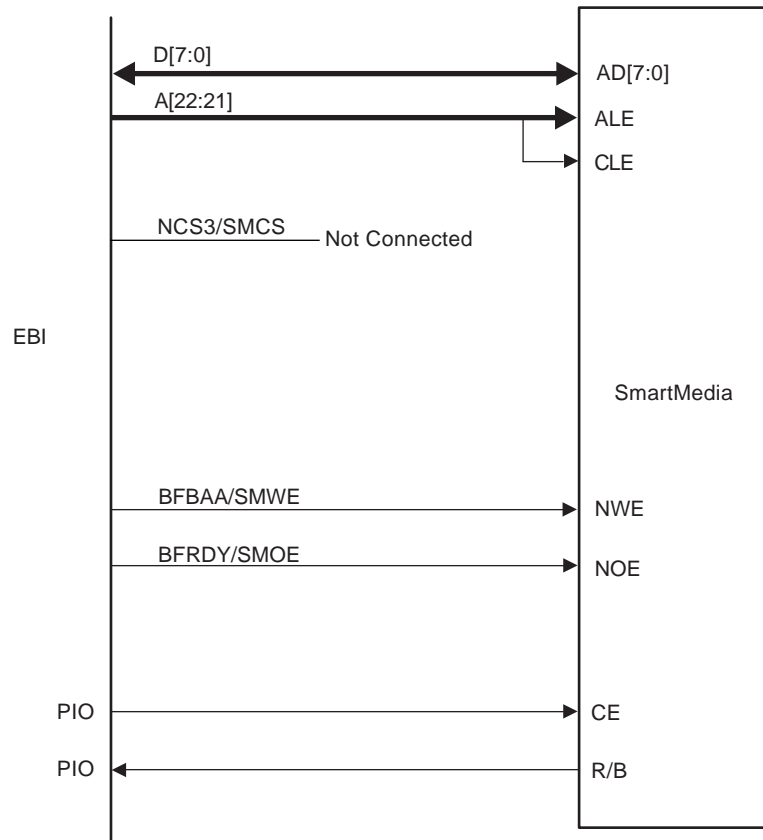 D[7:0]
AD[7:0]
A[22:21]
ALE
CLE
NCS3/SMCS
Not Connected
EBI
SmartMedia
BFBAA/SMWE
NWE
BFRDY/SMOE
NOE
PIO
CE
PIO
R/B